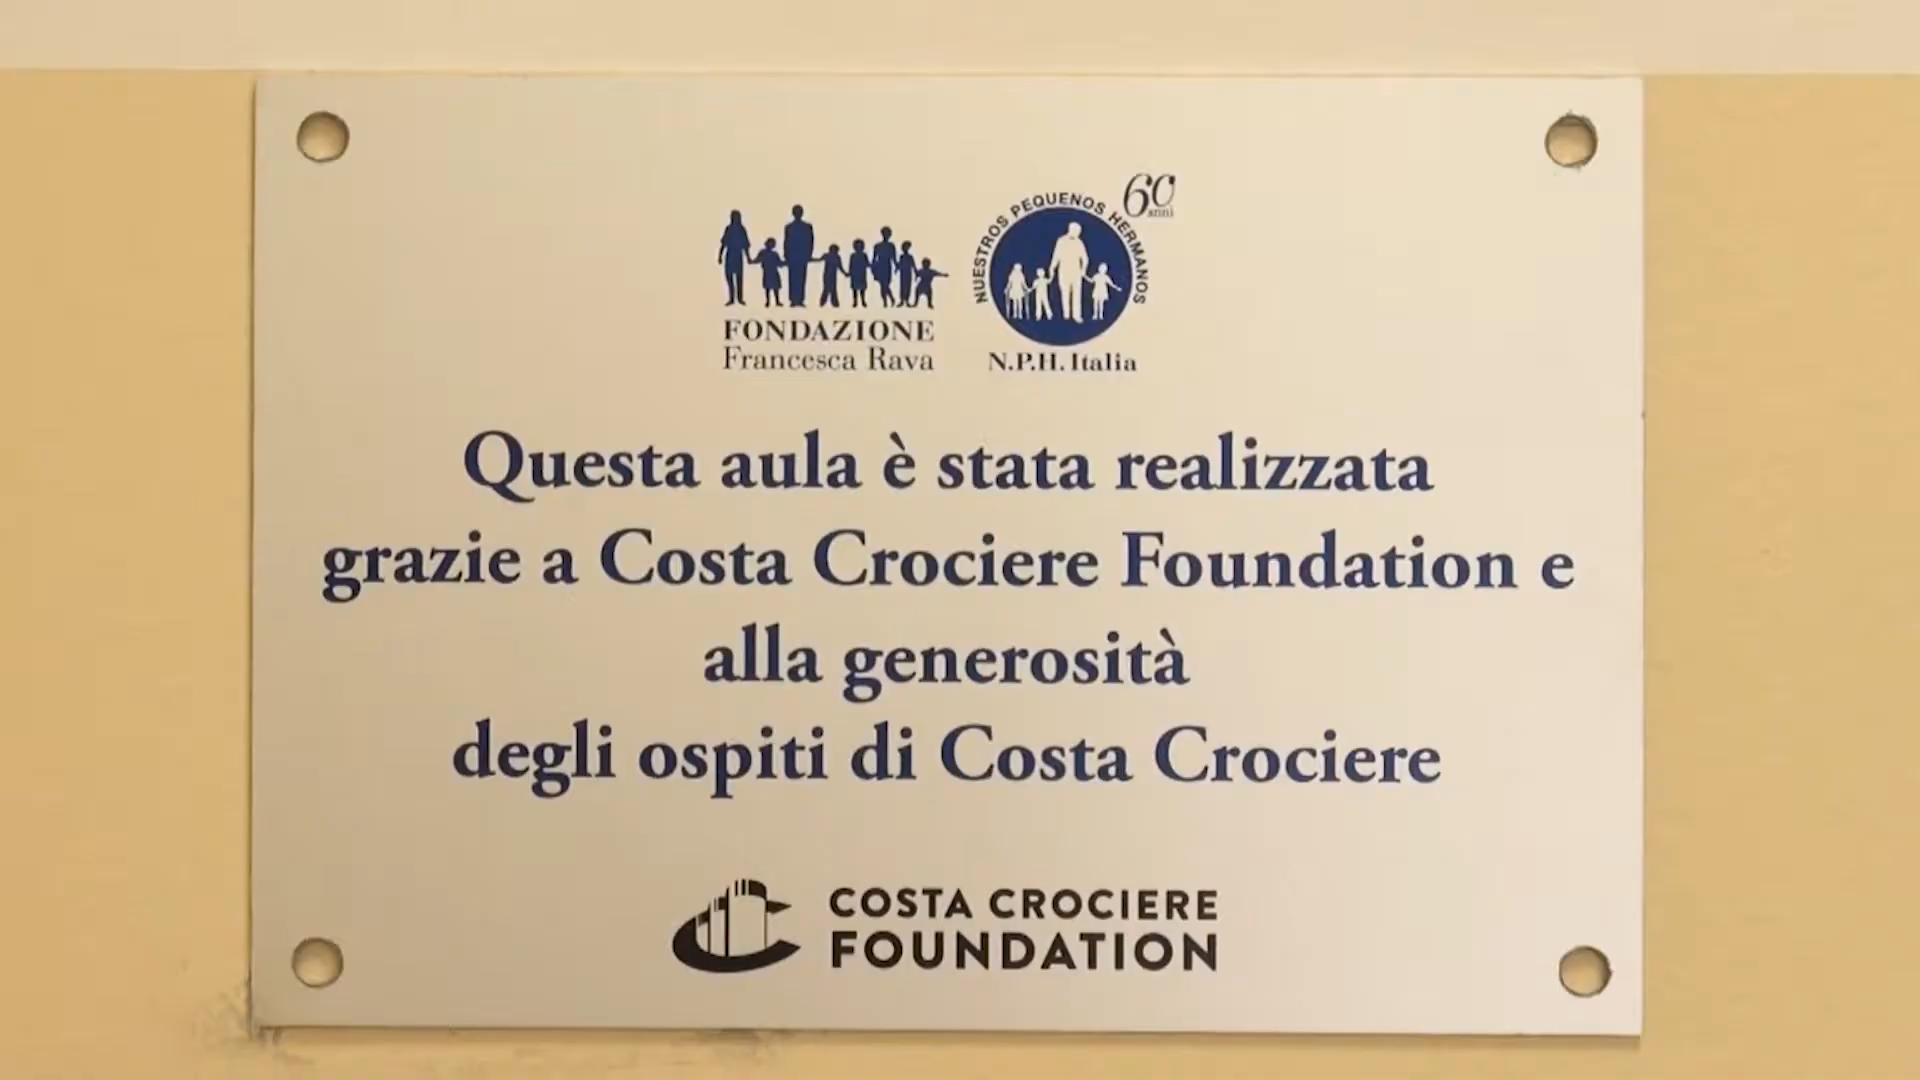 60
anni
NUESTROS PEQUENOS HERMANOS
FONDAZIONE
Francesca Rava
N.P.H. Italia
Questa aula è stata realizzata
grazie a Costa Crociere Foundation e
alla generosità
degli ospiti di Costa Crociere
COSTA CROCIERE
FOUNDATION